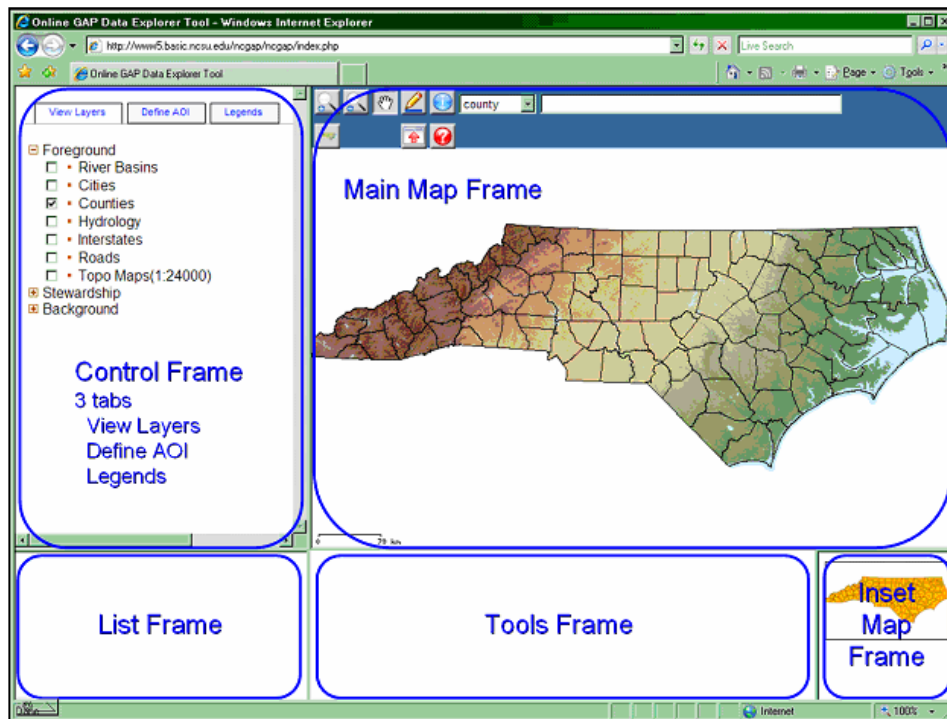 Online GAP Data Explorer Tool - Windows Internet Explorer
http://www5.basic.ncsu.edu/ncgap/ncgap/index.php
Live Search
Online GAP Data Explorer Tool
Page
Tools
View Layers
Define AOI
Legends
county
Foreground
River Basins
Cities
Counties
Hydrology
Interstates
Roads
Topo Maps(1:24000)
Stewardship
Background
Control Frame
3 tabs
View Layers
Define AOI
Legends
Main Map Frame
List Frame
Tools Frame
Inset
Map
Frame
Internet
100%